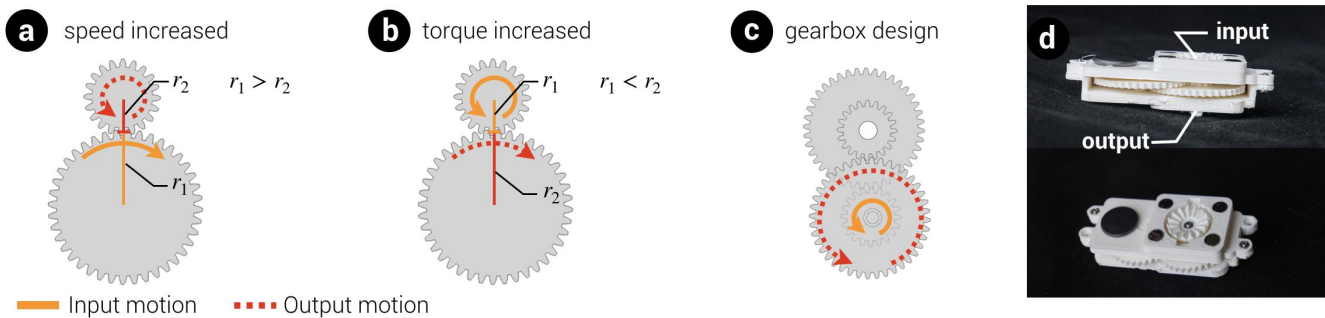 a speed increased
r₂
r₁ > r₂
r₁
b torque increased
r₁
r₁ < r₂
r₂
c gearbox design
d
input
output
Input motion
Output motion